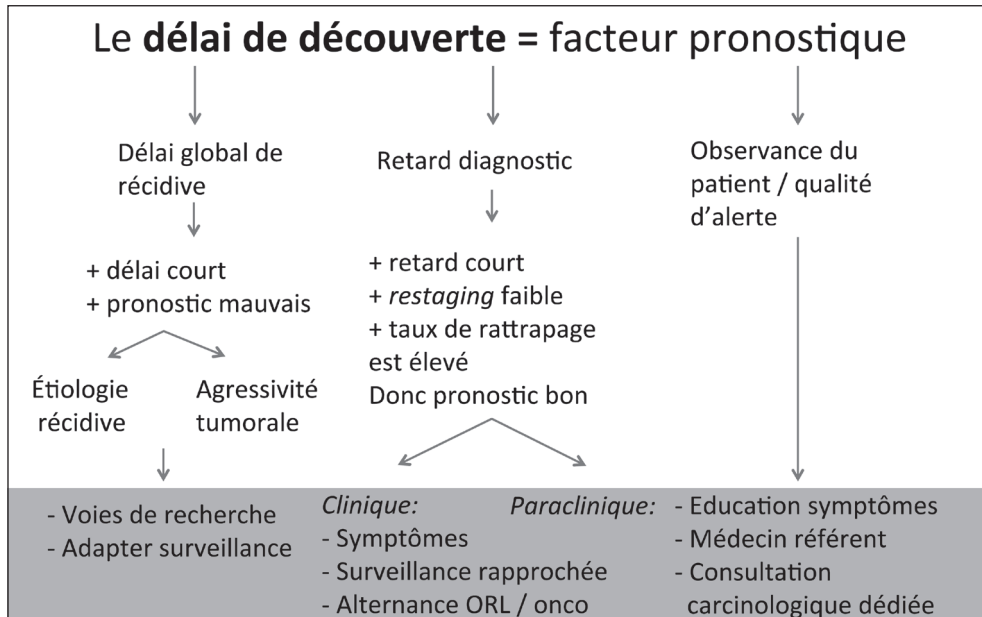 Le délai de découverte = facteur pronostique
Délai global de
récidive
+ délai court
+ pronostic mauvais
Étiologie
récidive
Agressivité
tumorale
- Voies de recherche
- Adapter surveillance
Retard diagnostic
+ retard court
+ restaging faible
+ taux de rattrapage
est élevé
Donc pronostic bon
Clinique:
- Symptômes
- Surveillance rapprochée
- Alternance ORL / onco
Paraclinique:
Observance du
patient / qualité
d'alerte
- Education symptômes
- Médecin référent
- Consultation
carcinologique dédiée